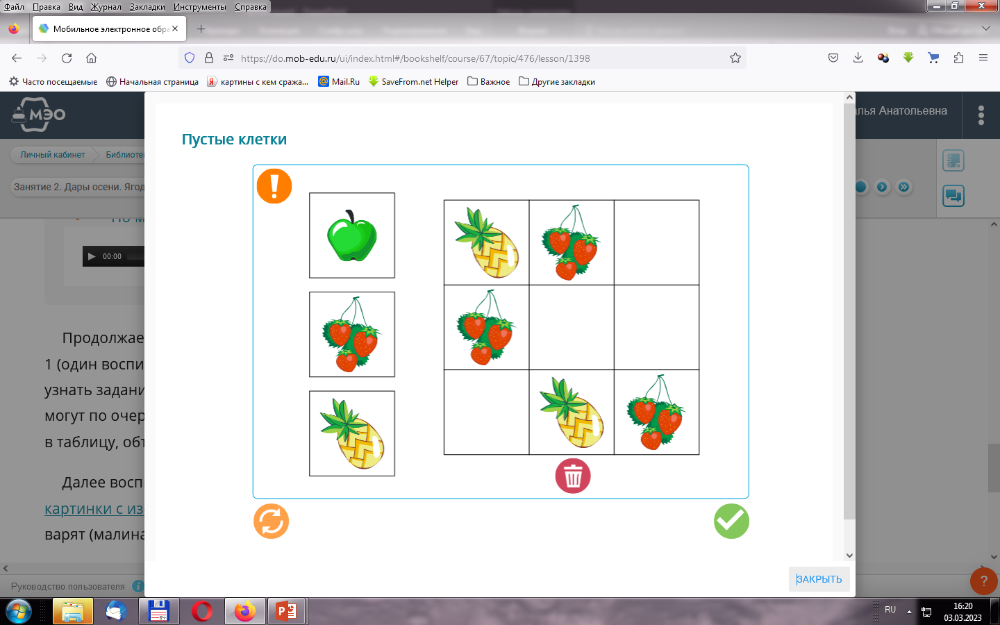 Файл Правка Вид Журнал Закладки Инструменты Справка
Мобильное электронное обра
https://do.mob-edu.ru/ui/index.html#/bookshelf/course/67/topic/476/lesson/1398
Часто посещаемые Начальная страница картины с кем сража... Mail.Ru SaveFrom.net Helper Важное Другие закладки
МЭО
алья Анатольевна
Личный кабинет Библиоте
Занятие 2. Дары осени. Ягод
Пустые клетки
00:00
Продолжае
1 (один воспи
узнать задани
могут по очер
в таблицу, объ
Далее восп
картинки с из
варят (малина
ЗАКРЫТЬ
Руководство пользователя
RU
16:20
03.03.2023